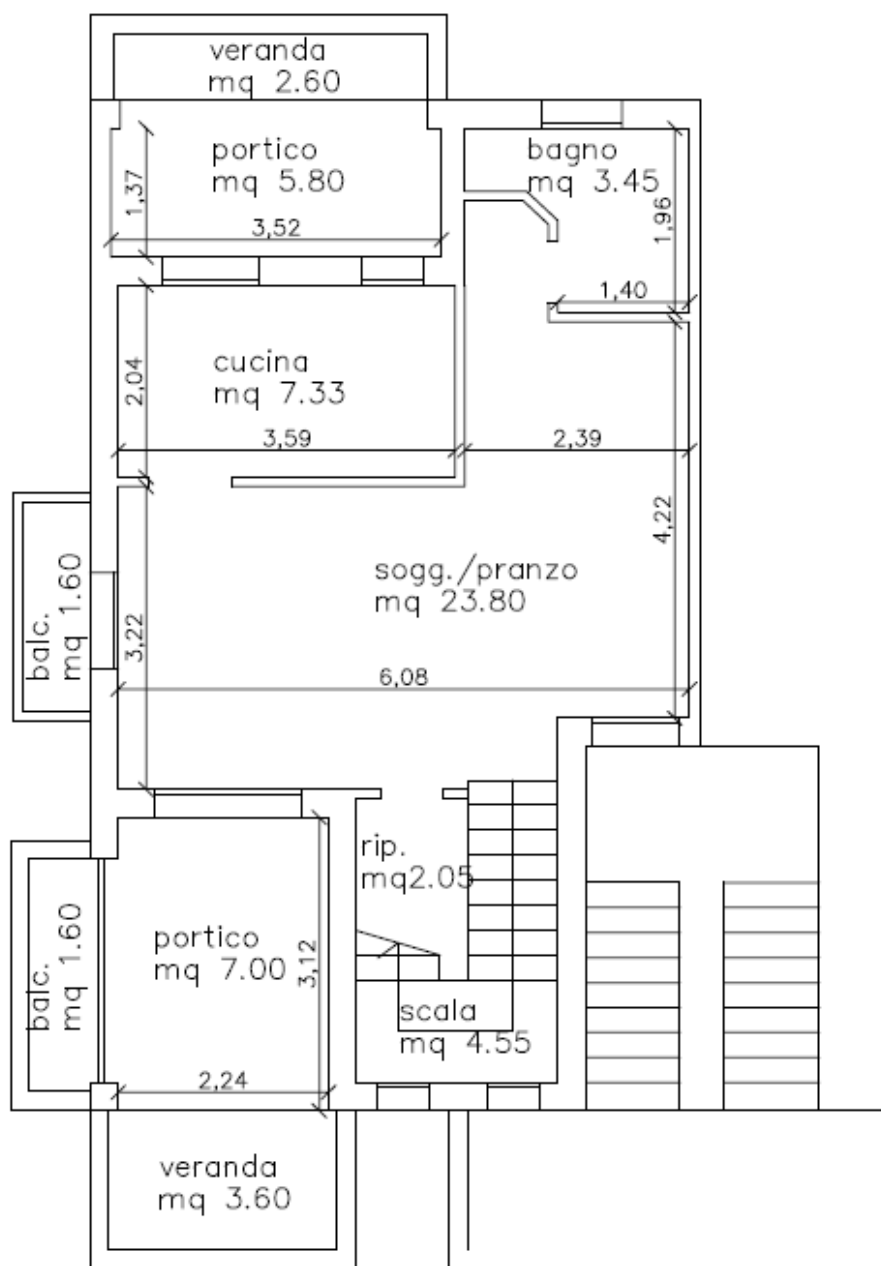 veranda
mq 2.60
portico
mq 5.80
1,37
3,52
bagno
mq 3.45
1,96
1,40
cucina
mq 7.33
2,04
3,59
2,39
4,22
sogg./pranzo
mq 23.80
balc.
mq 1.60
3,22
6,08
rip.
mq2.05
portico
mq 7.00
3,12
balc.
mq 1.60
scala
mq 4.55
2,24
veranda
mq 3.60